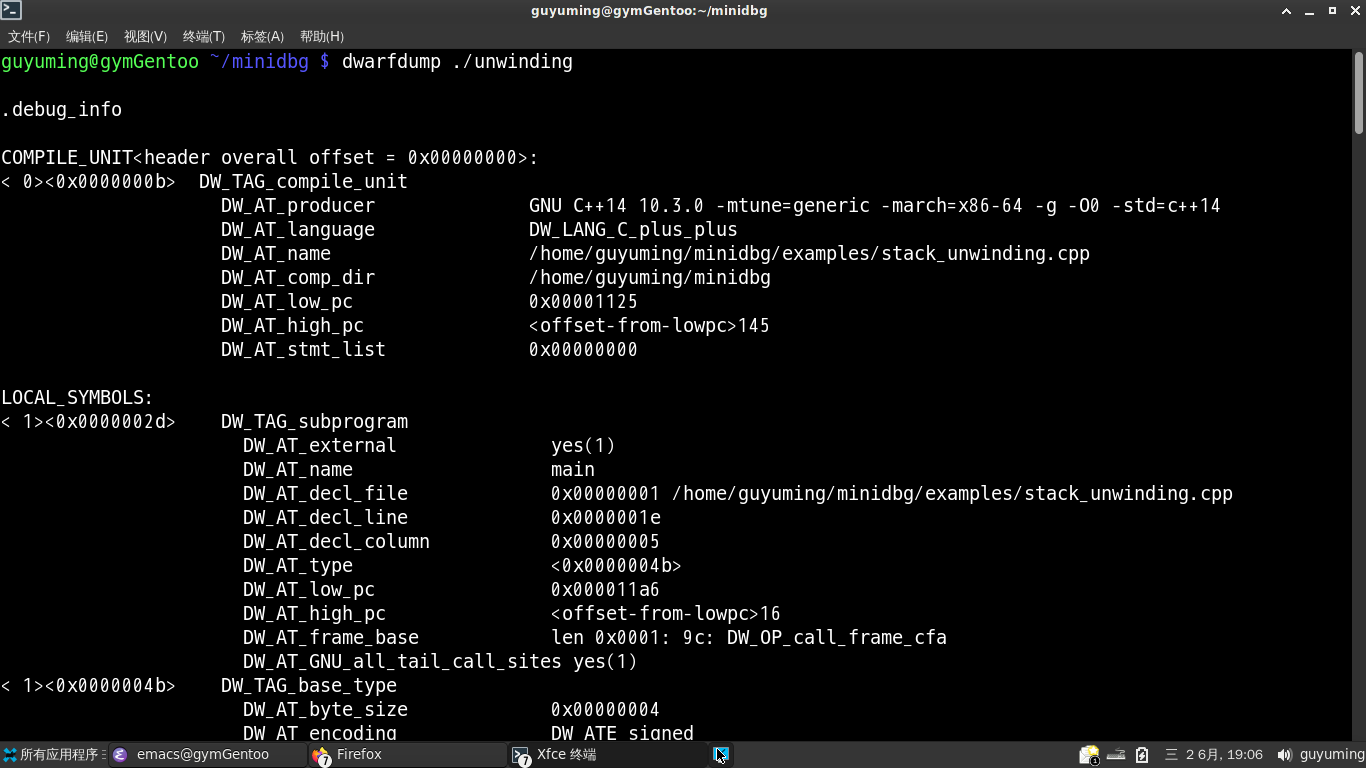 guyuming@gymGentoo:~/minidbg
文件(F) 编辑(E) 视图(V) 终端(T) 标签(A) 帮助(H)
guyuming@gymGentoo ~/minidbg $ dwarfdump ./unwinding
.debug_info
COMPILE_UNIT<header overall offset = 0x00000000>:
< 0><0x0000000b>  DW_TAG_compile_unit
DW_AT_producer              GNU C++14 10.3.0 -mtune=generic -march=x86-64 -g -O0 -std=c++14
DW_AT_language              DW_LANG_C_plus_plus
DW_AT_name                  /home/guyuming/minidbg/examples/stack_unwinding.cpp
DW_AT_comp_dir              /home/guyuming/minidbg
DW_AT_low_pc                0x00001125
DW_AT_high_pc               <offset-from-lowpc>145
DW_AT_stmt_list             0x00000000
LOCAL_SYMBOLS:
< 1><0x0000002d>    DW_TAG_subprogram
DW_AT_external              yes(1)
DW_AT_name                  main
DW_AT_decl_file             0x00000001 /home/guyuming/minidbg/examples/stack_unwinding.cpp
DW_AT_decl_line             0x0000001e
DW_AT_decl_column           0x00000005
DW_AT_type                  <0x0000004b>
DW_AT_low_pc                0x000011a6
DW_AT_high_pc               <offset-from-lowpc>16
DW_AT_frame_base            len 0x0001: 9c: DW_OP_call_frame_cfa
DW_AT_GNU_all_tail_call_sites yes(1)
< 1><0x0000004b>    DW_TAG_base_type
DW_AT_byte_size             0x00000004
DW_AT_encoding              DW_ATE_signed
所有应用程序 emacs@gymGentoo 7 Firefox 7 Xfce 终端 1 三 2 6月, 19:06 guyuming